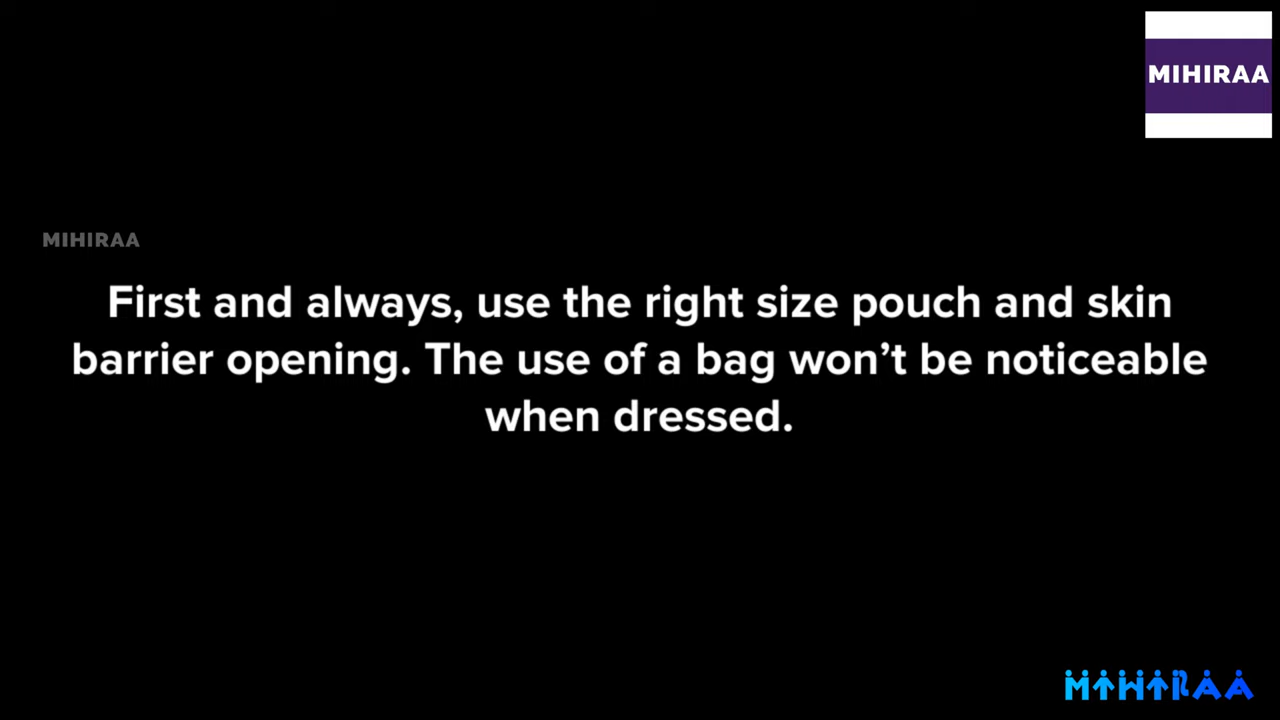 MIHIRAA
MIHIRAA
First and always, use the right size pouch and skin
barrier opening. The use of a bag won’t be noticeable
when dressed.
MIHIRAA